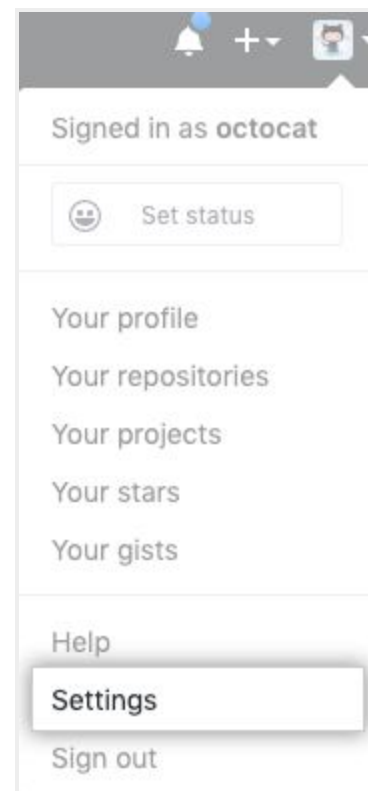 Signed in as octocat
Set status
Your profile
Your repositories
Your projects
Your stars
Your gists
Help
Settings
Sign out